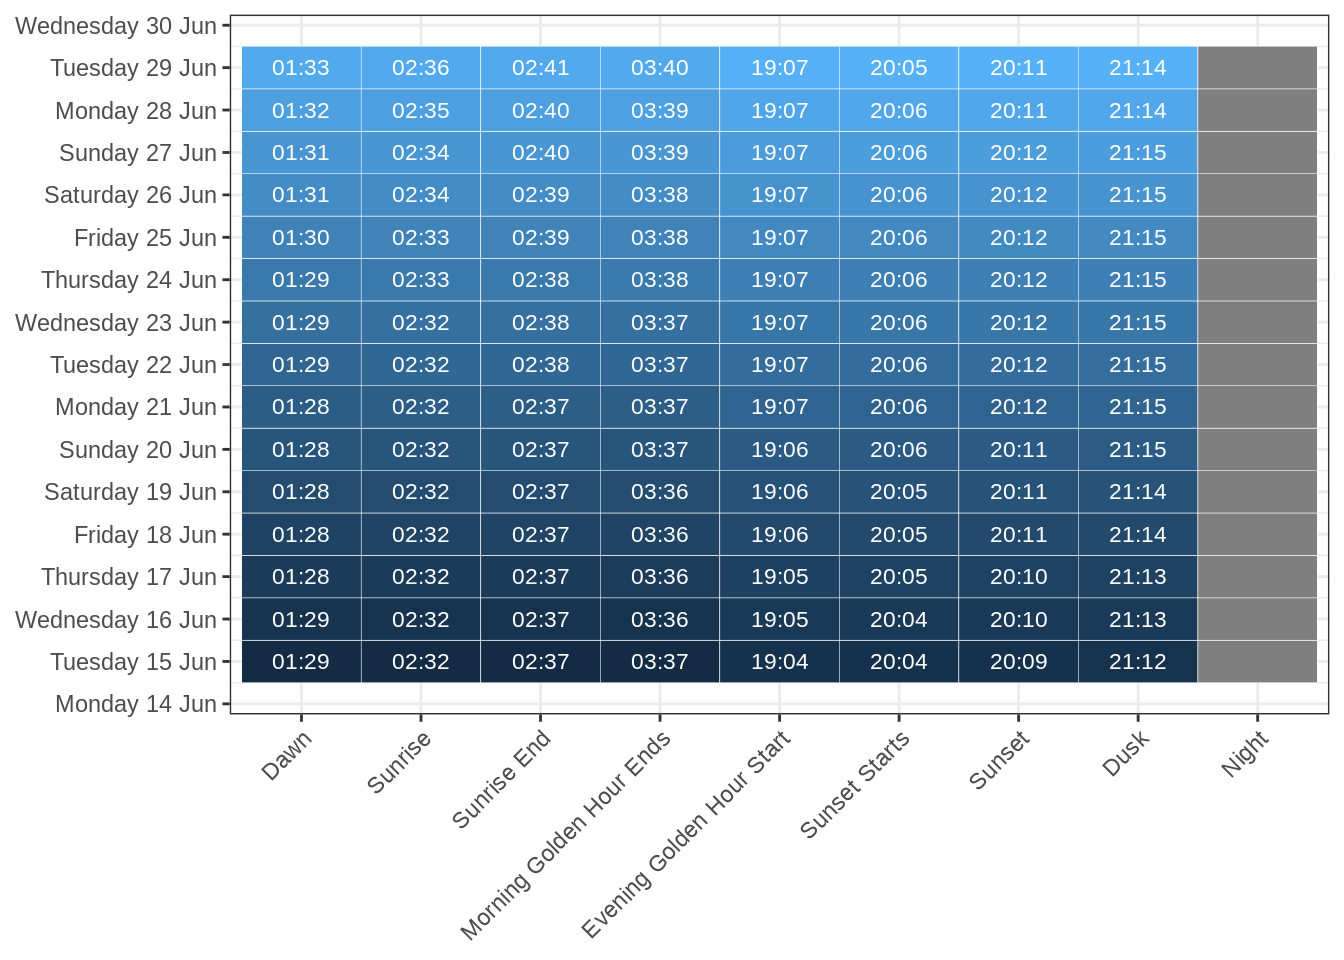 Wednesday 30 Jun
Tuesday 29 Jun 01:33 02:36 02:41 03:40 19:07 20:05 20:11 21:14
Monday 28 Jun 01:32 02:35 02:40 03:39 19:07 20:06 20:11 21:14
Sunday 27 Jun 01:31 02:34 02:40 03:39 19:07 20:06 20:12 21:15
Saturday 26 Jun 01:31 02:34 02:39 03:38 19:07 20:06 20:12 21:15
Friday 25 Jun 01:30 02:33 02:39 03:38 19:07 20:06 20:12 21:15
Thursday 24 Jun 01:29 02:33 02:38 03:38 19:07 20:06 20:12 21:15
Wednesday 23 Jun 01:29 02:32 02:38 03:37 19:07 20:06 20:12 21:15
Tuesday 22 Jun 01:29 02:32 02:38 03:37 19:07 20:06 20:12 21:15
Monday 21 Jun 01:28 02:32 02:37 03:37 19:07 20:06 20:12 21:15
Sunday 20 Jun 01:28 02:32 02:37 03:37 19:06 20:06 20:11 21:15
Saturday 19 Jun 01:28 02:32 02:37 03:36 19:06 20:05 20:11 21:14
Friday 18 Jun 01:28 02:32 02:37 03:36 19:06 20:05 20:11 21:14
Thursday 17 Jun 01:28 02:32 02:37 03:36 19:05 20:05 20:10 21:13
Wednesday 16 Jun 01:29 02:32 02:37 03:36 19:05 20:04 20:10 21:13
Tuesday 15 Jun 01:29 02:32 02:37 03:37 19:04 20:04 20:09 21:12
Monday 14 Jun
Dawn
Sunrise
Sunrise End
Morning Golden Hour Ends
Evening Golden Hour Start
Sunset Starts
Sunset
Dusk
Night